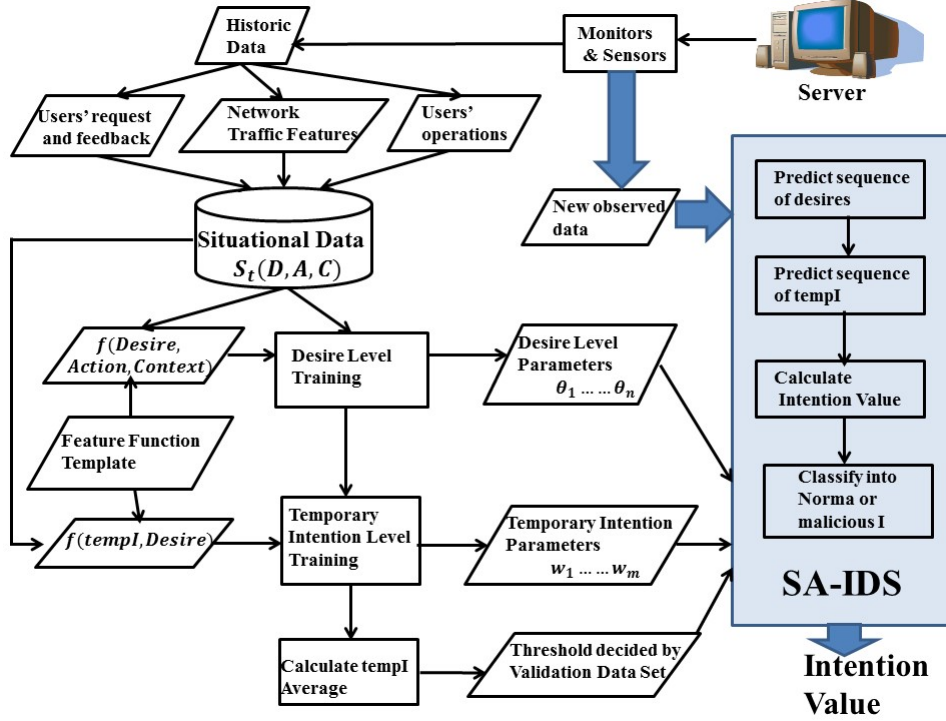 Historic
Data
Monitors
& Sensors
Server
Users' request
and feedback
Network
Traffic Features
Users'
operations
New observed
data
Situational Data
S_t(D, A, C)
f(Desire,
Action, Context)
Desire Level
Training
Desire Level
Parameters
θ_1 ... ... θ_n
Feature Function
Template
f(tempI, Desire)
Temporary
Intention Level
Training
Temporary Intention
Parameters
w_1 ... ... w_m
Calculate tempI
Average
Threshold decided by
Validation Data Set
Predict sequence
of desires
Predict sequence
of tempI
Calculate
Intention Value
Classify into
Norma or
malicious I
SA-IDS
Intention
Value